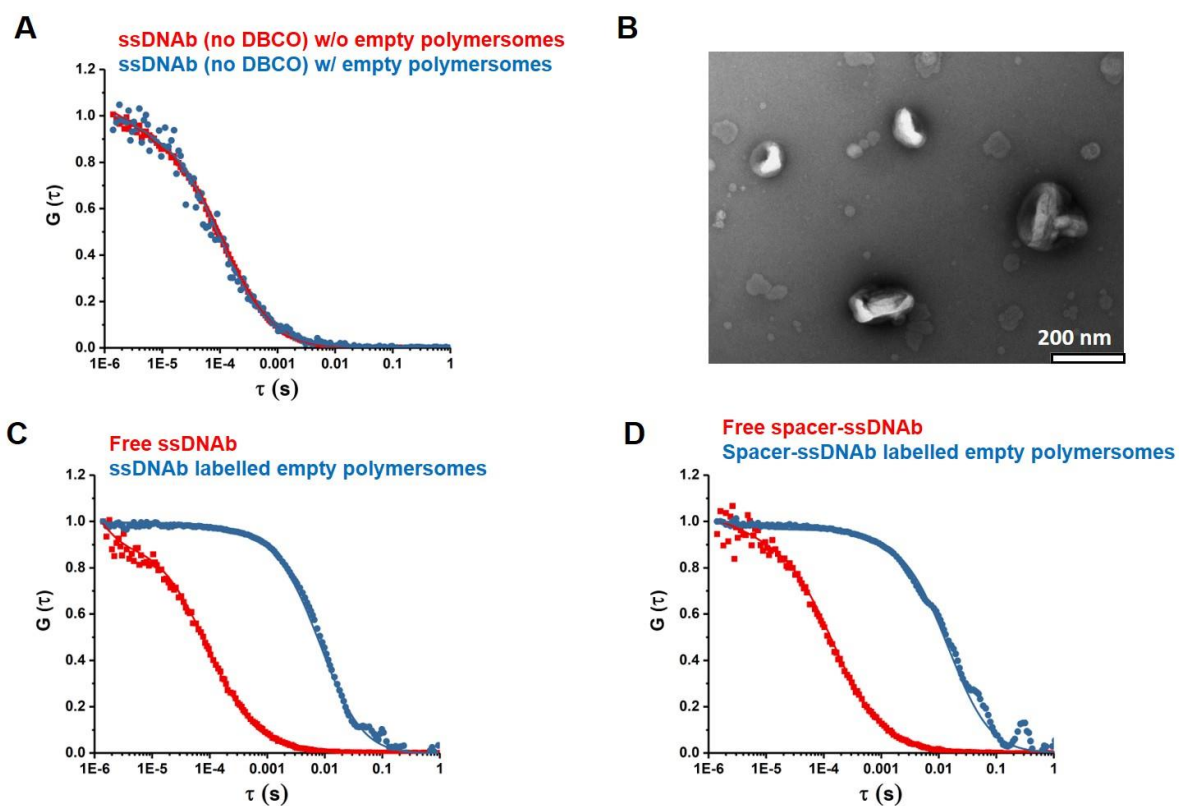 A
ssDNAb (no DBCO) w/o empty polymersomes
ssDNAb (no DBCO) w/ empty polymersomes
1.2
1.0
0.8
0.6
0.4
0.2
0.0
G (τ)
1E-6 1E-5 1E-4 0.001 0.01 0.1 1
τ (s)
B
200 nm
C
Free ssDNAb
ssDNAb labelled empty polymersomes
1.2
1.0
0.8
0.6
0.4
0.2
0.0
G (τ)
1E-6 1E-5 1E-4 0.001 0.01 0.1 1
τ (s)
D
Free spacer-ssDNAb
Spacer-ssDNAb labelled empty polymersomes
1.2
1.0
0.8
0.6
0.4
0.2
0.0
G (τ)
1E-6 1E-5 1E-4 0.001 0.01 0.1 1
τ (s)